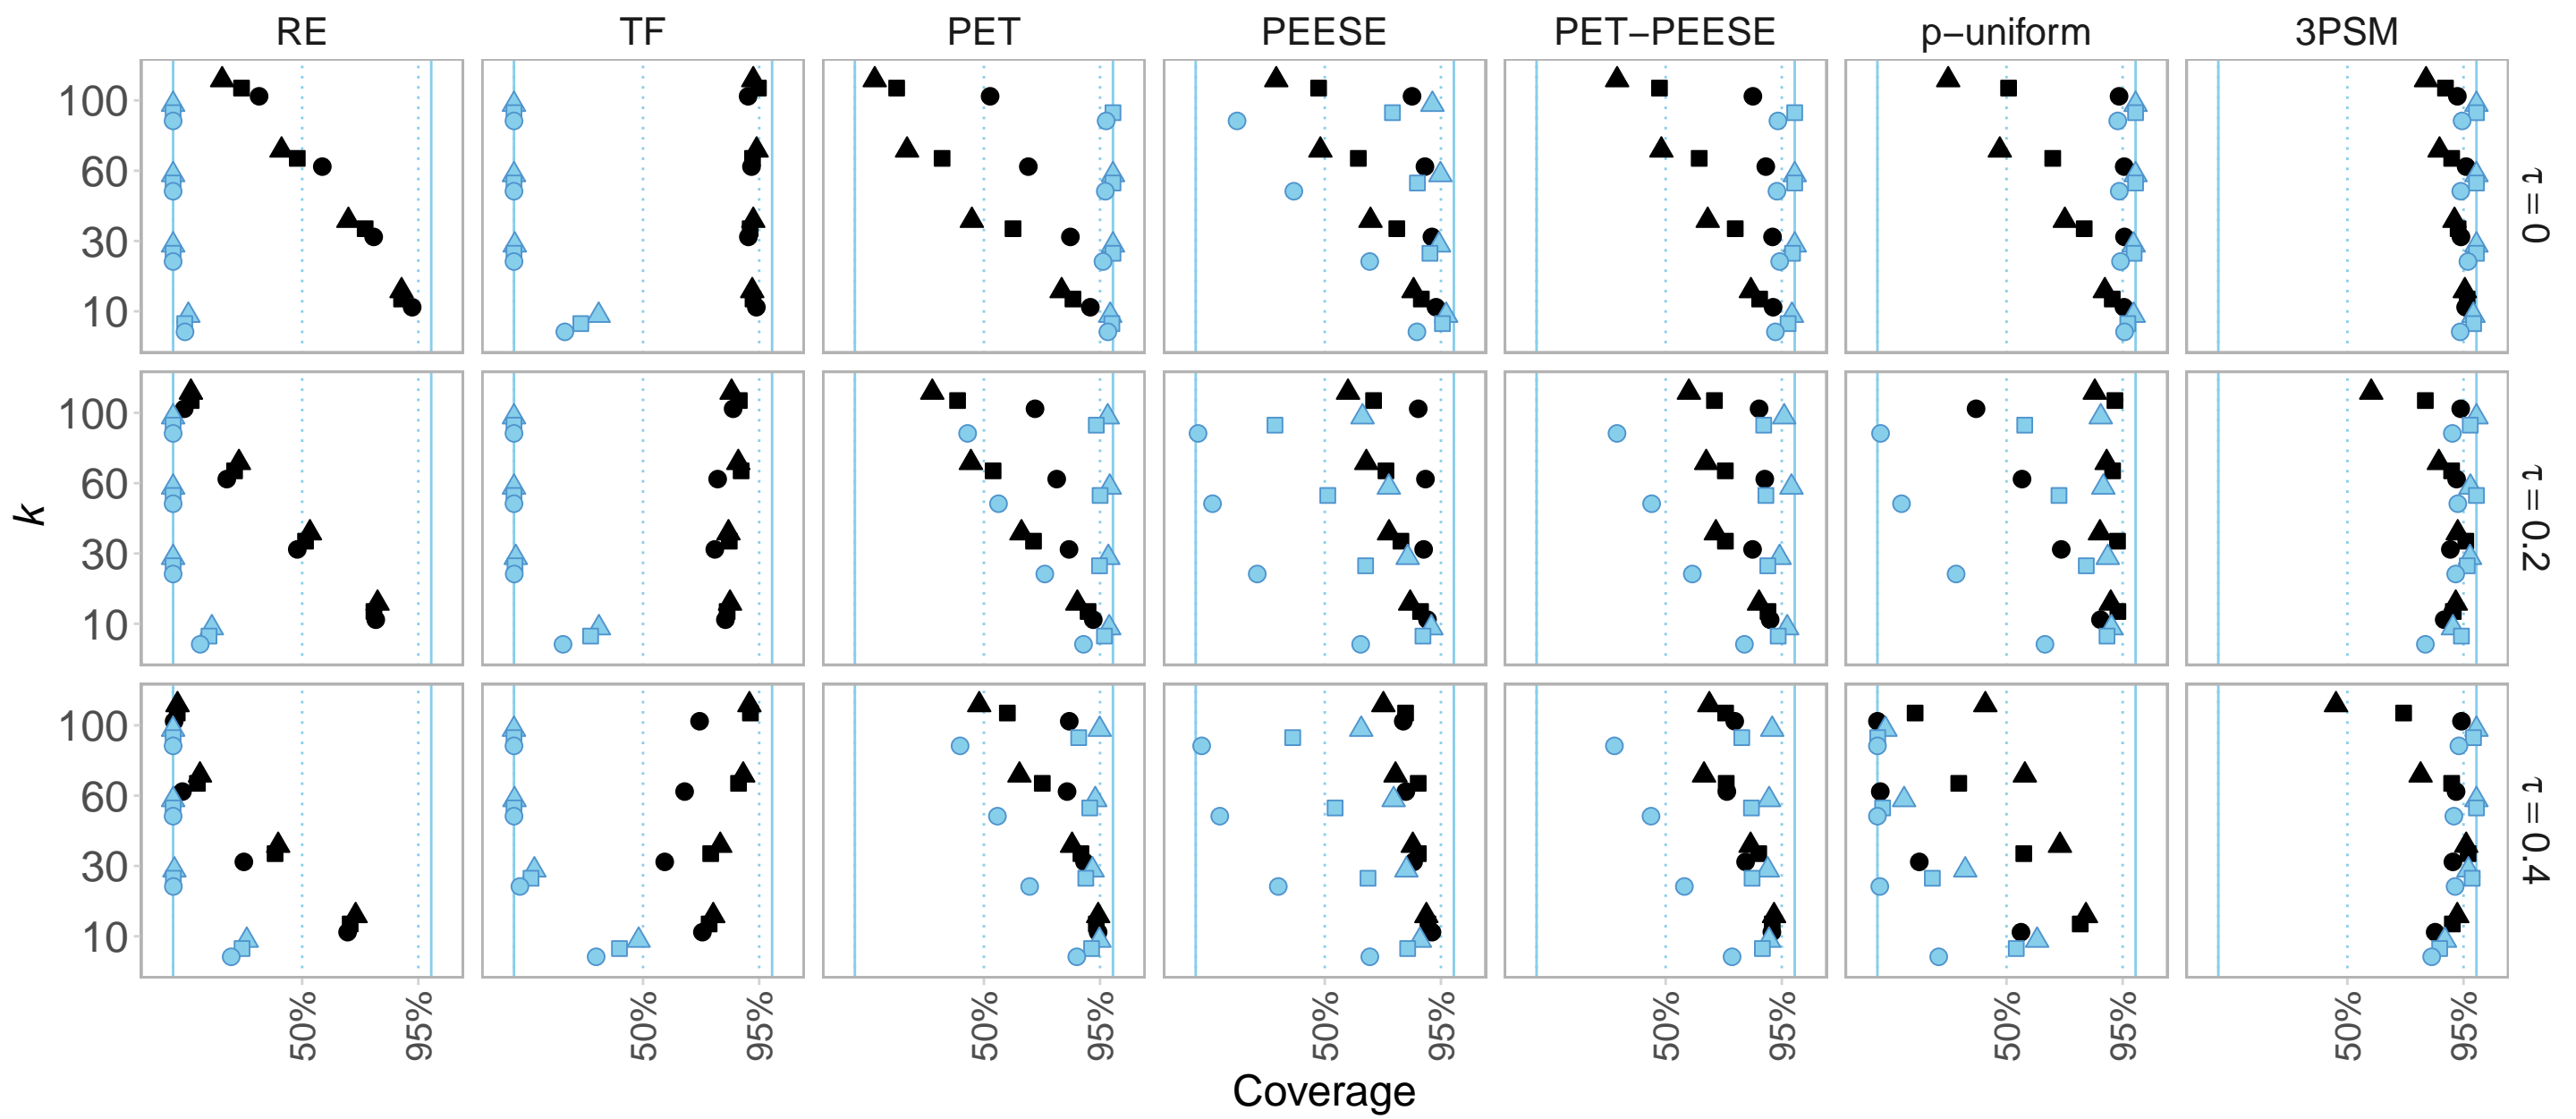 RE TF PET PEESE PET−PEESE p−uniform 3PSM
100
60
30
10
τ = 0
100
60
30
10
τ = 0.2
100
60
30
10
τ = 0.4
k
50% 95% 50% 95% 50% 95% 50% 95% 50% 95% 50% 95% 50% 95%
Coverage